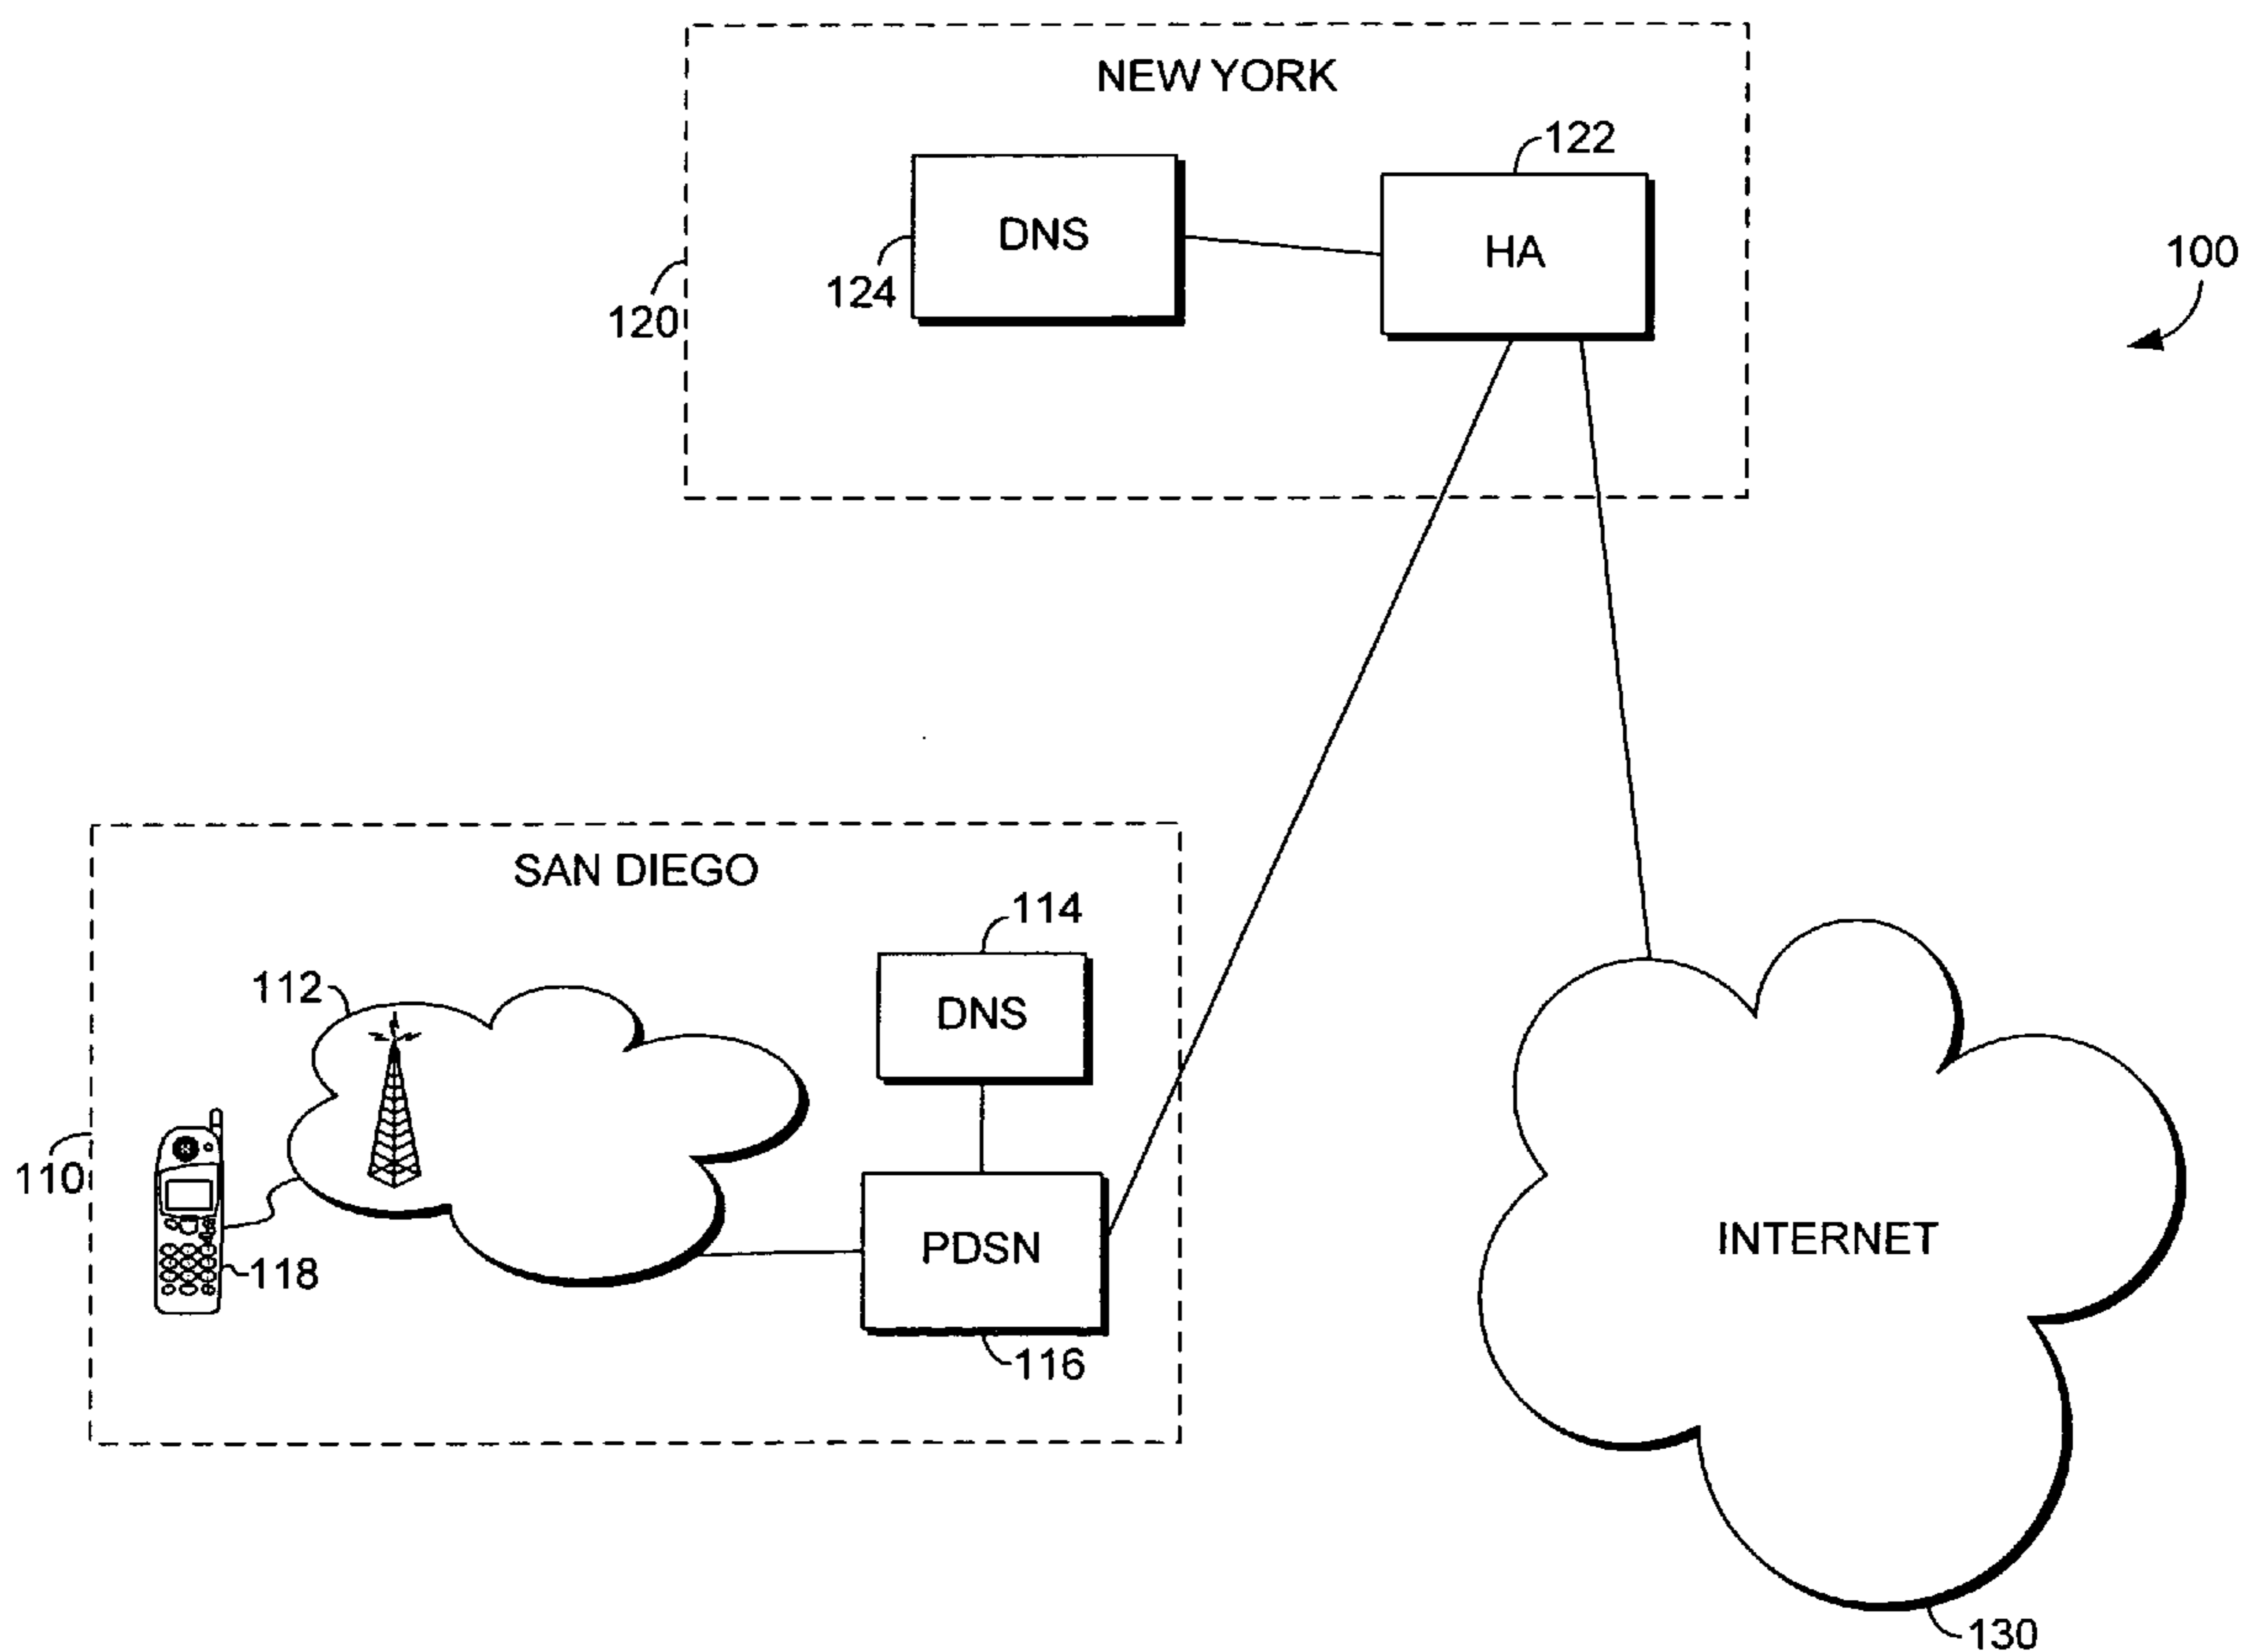 NEW YORK
122
DNS
HA
124
120
100
SAN DIEGO
114
112
DNS
110
118
PDSN
116
INTERNET
130